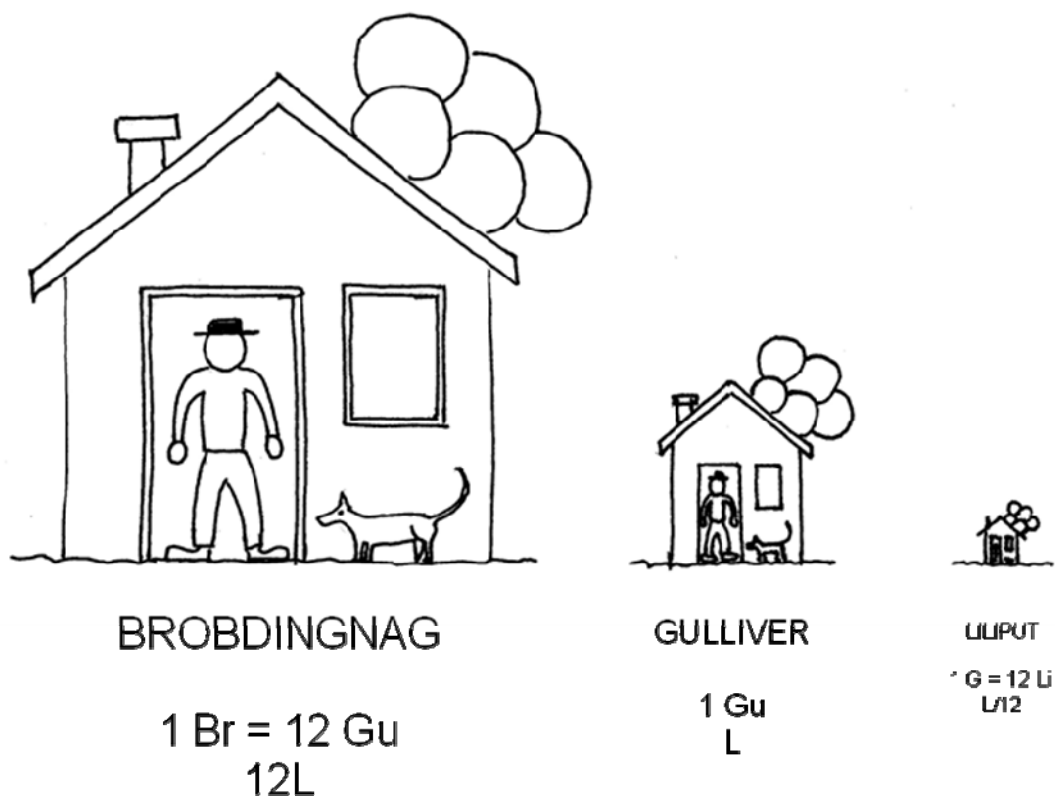 BROBDINGNAG
1 Br = 12 Gu
12L
GULLIVER
1 Gu
L
LILIPUT
G = 12 Li
L/12